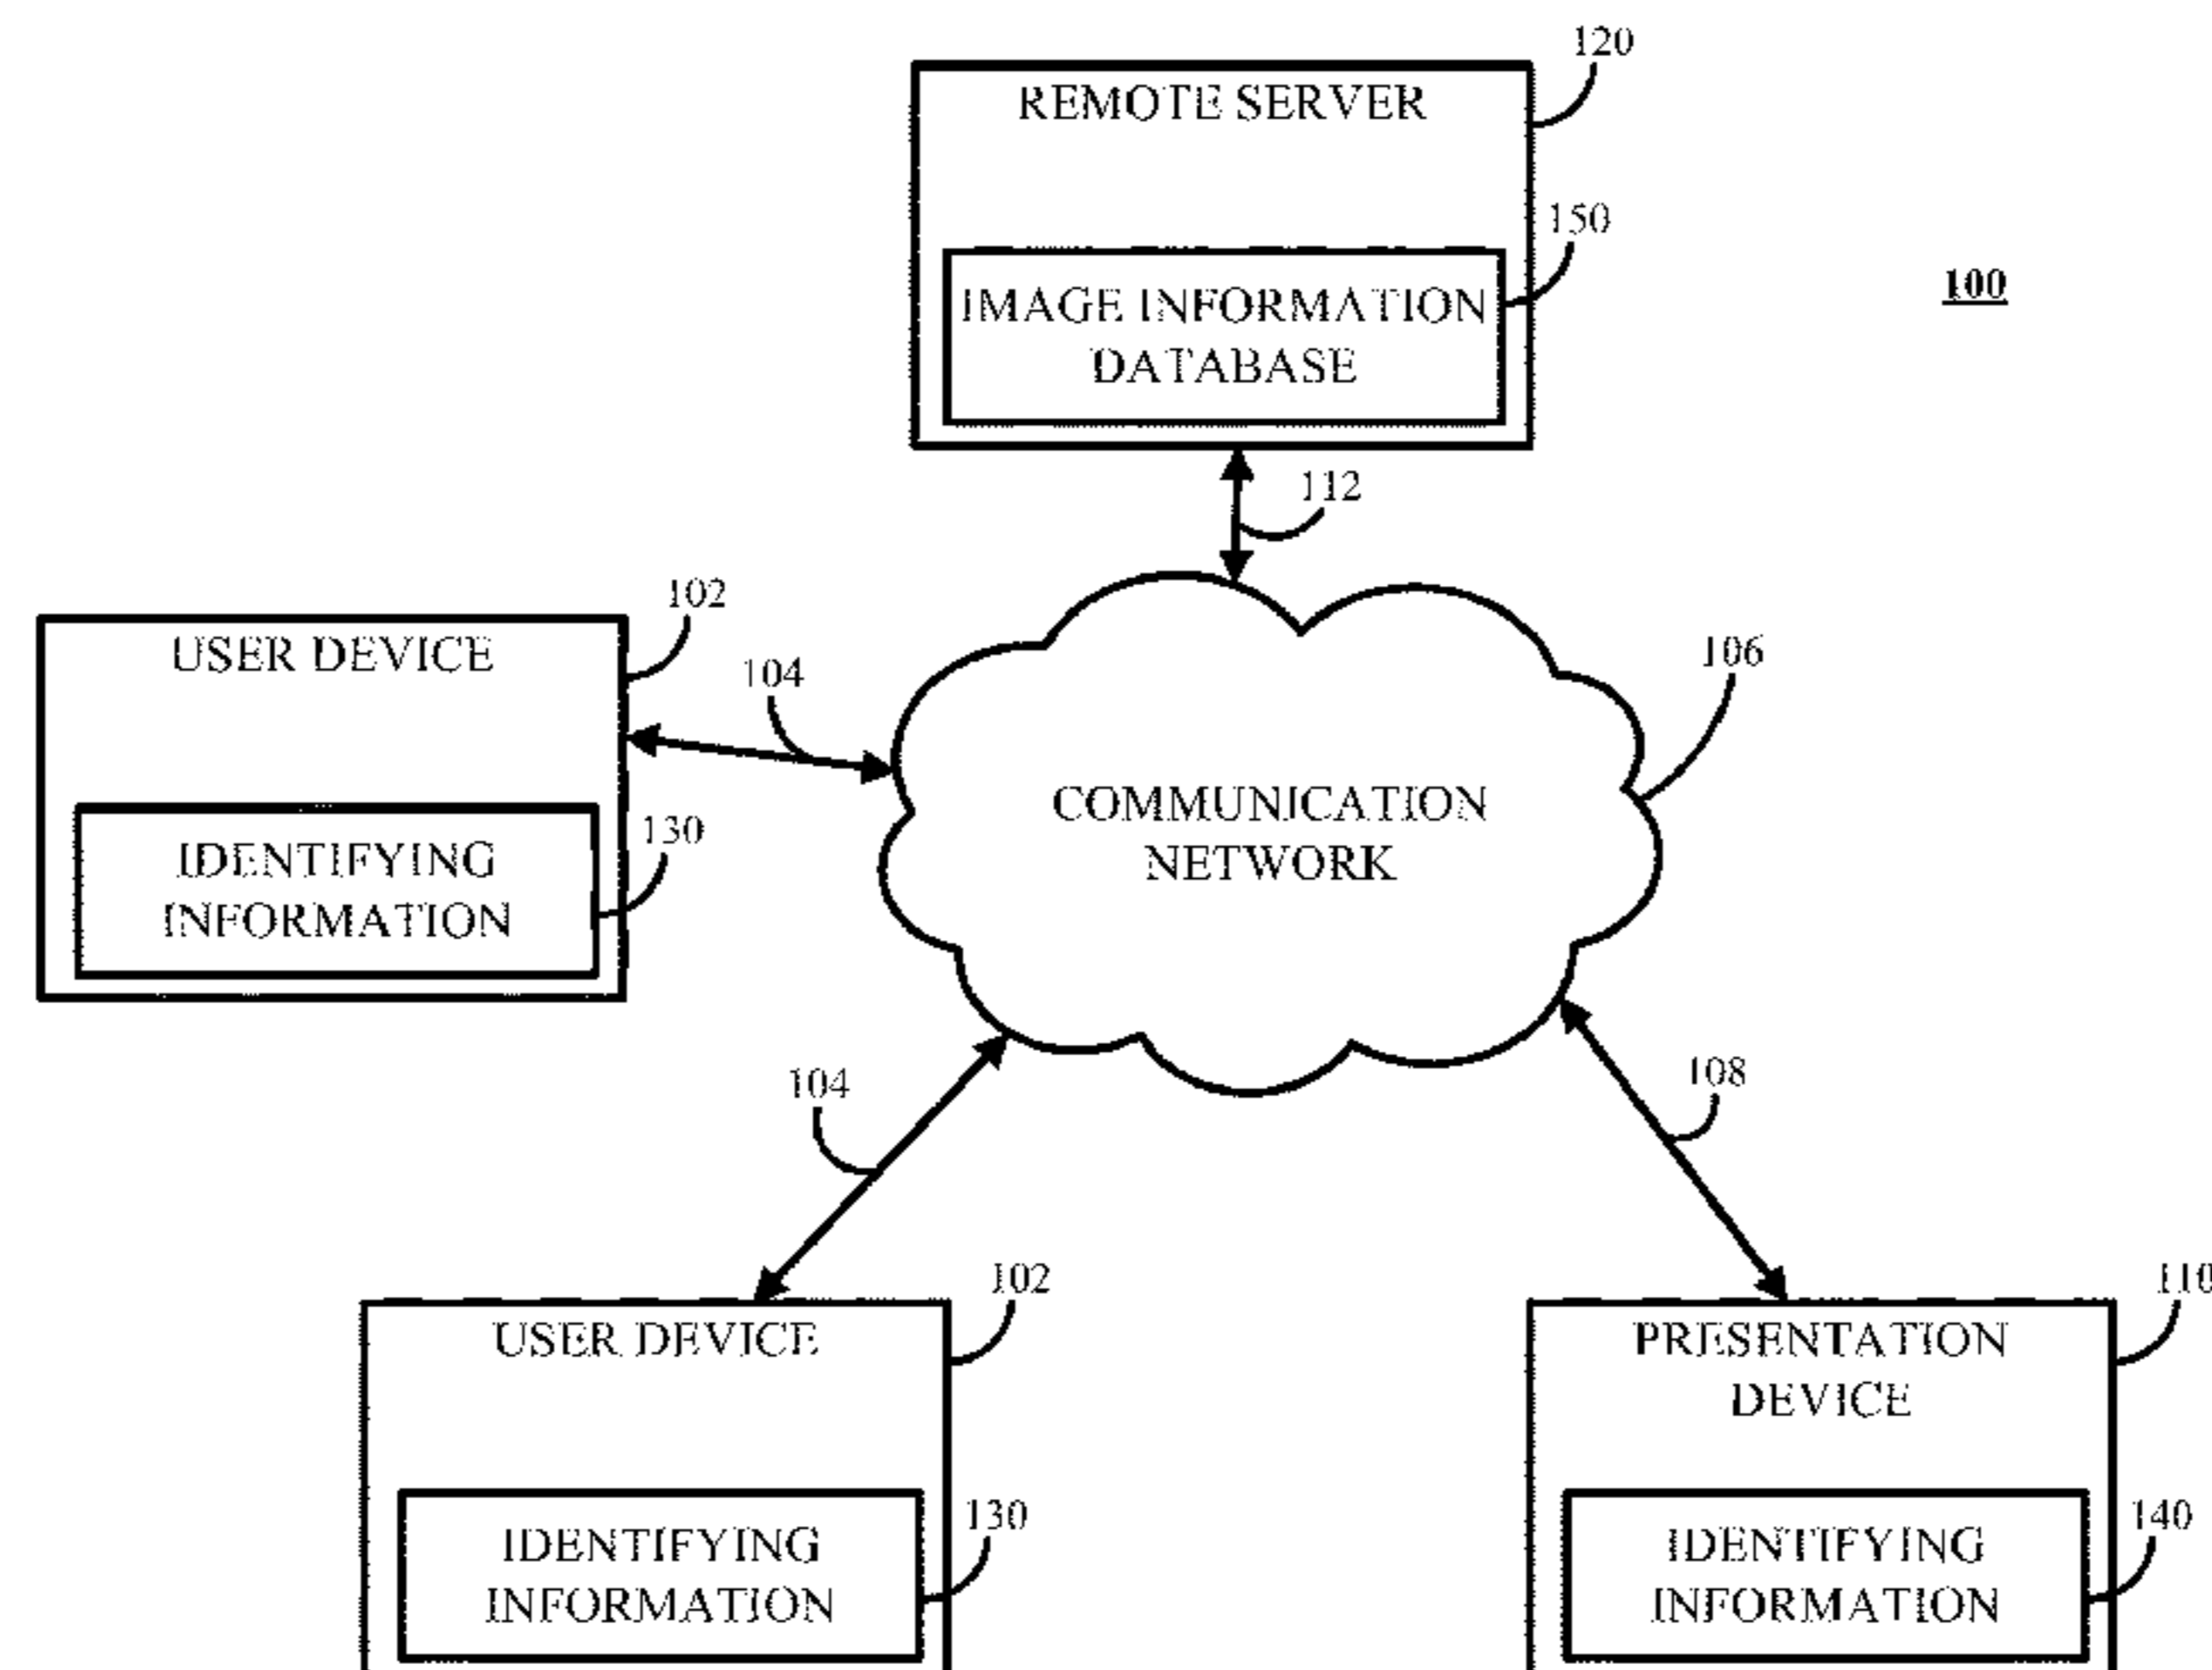 120
REMOTE SERVER
150
IMAGE INFORMATION
DATABASE
100
112
102
USER DEVICE
104
106
130
IDENTIFYING
INFORMATION
COMMUNICATION
NETWORK
104
108
102
USER DEVICE
110
PRESENTATION
DEVICE
130
IDENTIFYING
INFORMATION
140
IDENTIFYING
INFORMATION